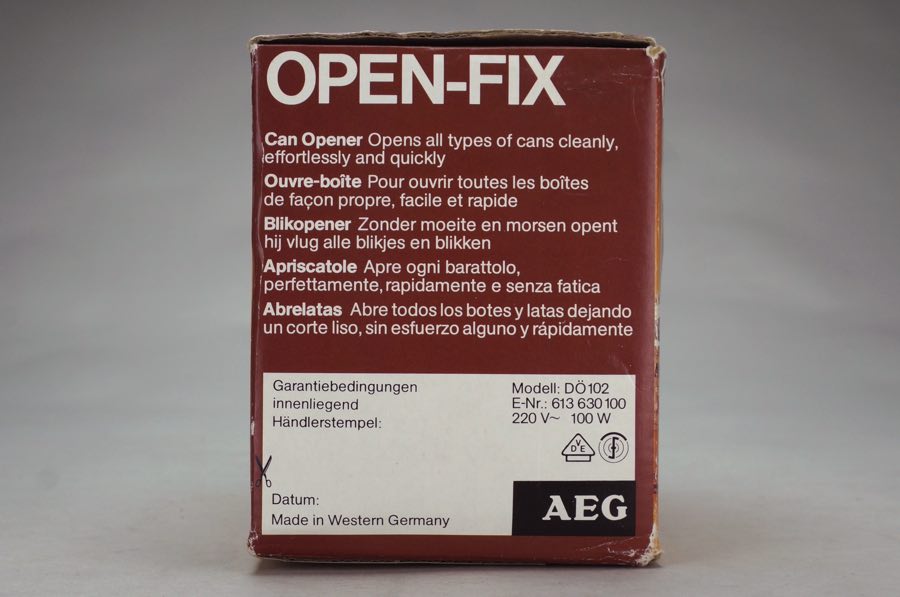 OPEN-FIX
Can Opener Opens all types of cans cleanly,
effortlessly and quickly
Ouvre-boîte Pour ouvrir toutes les boîtes
de façon propre, facile et rapide
Blikopener Zonder moeite en morsen opent
hij vlug alle blikjes en blikken
Apriscatole Apre ogni barattolo,
perfettamente, rapidamente e senza fatica
Abrelatas Abre todos los botes y latas dejando
un corte liso, sin esfuerzo alguno y rápidamente
Garantiebedingungen
innenliegend
Händlerstempel:
Modell: DÖ 102
E-Nr.: 613 630 100
220 V~ 100 W
VDE
Datum:
Made in Western Germany
AEG